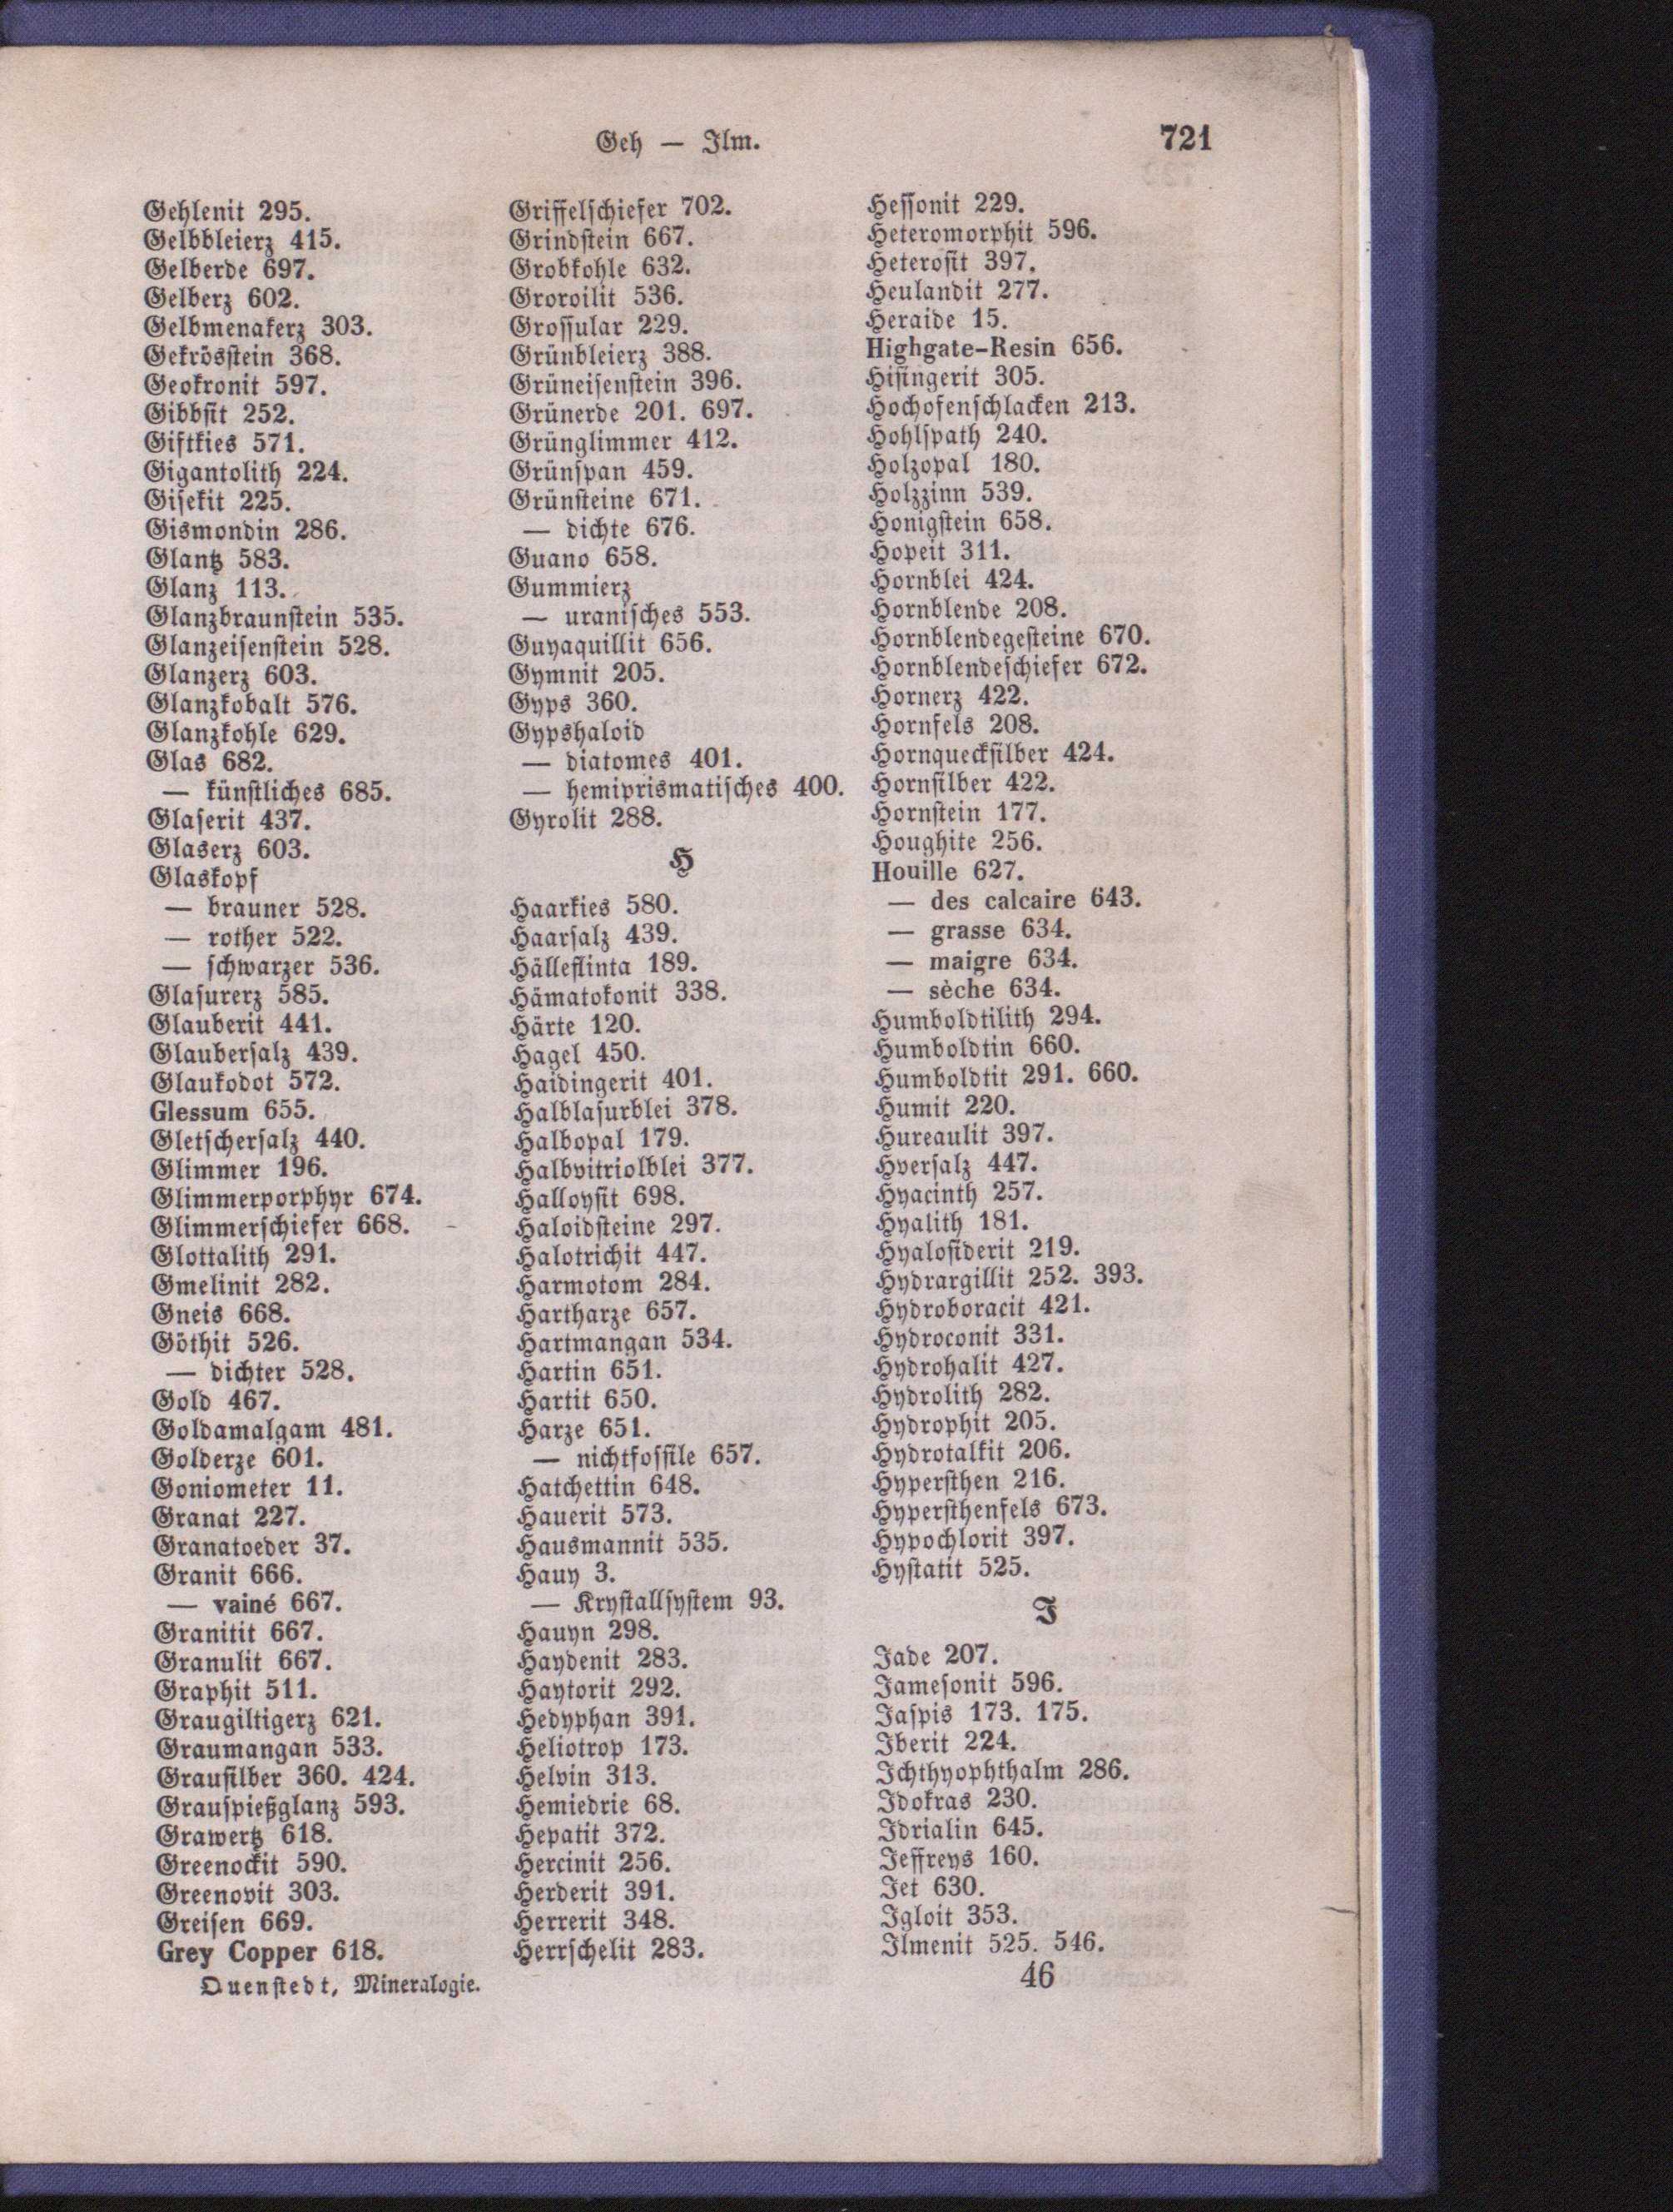 Geh — Ilm.
721
Gehlenit 295.
Gelbbleierz 415.
Gelberde 697.
Gelberz 602.
Gelbmenakerz 303.
Gekrösstein 368.
Geokronit 597.
Gibbsit 252.
Giftkies 571.
Gigantolith 224.
Gisekit 225.
Gismondin 286.
Glantz 583.
Glanz 113.
Glanzbraunstein 535.
Glanzeisenstein 528.
Glanzerz 603.
Glanzkobalt 576.
Glanzkohle 629.
Glas 682.
— künstliches 685.
Glaserit 437.
Glaserz 603.
Glaskopf
— brauner 528.
— rother 522.
— schwarzer 536.
Glasurerz 585.
Glauberit 441.
Glaubersalz 439.
Glaukodot 572.
Glessum 655.
Gletschersalz 440.
Glimmer 196.
Glimmerporphyr 674.
Glimmerschiefer 668.
Glottalith 291.
Gmelinit 282.
Gneis 668.
Göthit 526.
— dichter 528.
Gold 467.
Goldamalgam 481.
Golderze 601.
Goniometer 11.
Granat 227.
Granatoeder 37.
Granit 666.
— vainé 667.
Granitit 667.
Granulit 667.
Graphit 511.
Graugiltigerz 621.
Graumangan 533.
Grausilber 360. 424.
Grauspießglanz 593.
Grawertz 618.
Greenockit 590.
Greenovit 303.
Greisen 669.
Grey Copper 618.
Griffelschiefer 702.
Grindstein 667.
Grobkohle 632.
Groroilit 536.
Grossular 229.
Grünbleierz 388.
Grüneisenstein 396.
Grünerde 201. 697.
Grünglimmer 412.
Grünspan 459.
Grünsteine 671.
— dichte 676.
Guano 658.
Gummierz
— uranisches 553.
Guyaquillit 656.
Gymnit 205.
Gyps 360.
Gypshaloid
— diatomes 401.
— hemiprismatisches 400.
Gyrolit 288.
H
Haarkies 580.
Haarsalz 439.
Hälleflinta 189.
Hämatokonit 338.
Härte 120.
Hagel 450.
Haidingerit 401.
Halblasurblei 378.
Halbopal 179.
Halbvitriolblei 377.
Halloysit 698.
Haloidsteine 297.
Halotrichit 447.
Harmotom 284.
Hartharze 657.
Hartmangan 534.
Hartin 651.
Hartit 650.
Harze 651.
— nichtfossile 657.
Hatchettin 648.
Hauerit 573.
Hausmannit 535.
Hauy 3.
— Krystallsystem 93.
Hauyn 298.
Haydenit 283.
Haytorit 292.
Hedyphan 391.
Heliotrop 173.
Helvin 313.
Hemiedrie 68.
Hepatit 372.
Hercinit 256.
Herderit 391.
Herrerit 348.
Herrschelit 283.
Hessonit 229.
Heteromorphit 596.
Heterosit 397.
Heulandit 277.
Heraide 15.
Highgate-Resin 656.
Hisingerit 305.
Hochofenschlacken 213.
Hohlspath 240.
Holzopal 180.
Holzzinn 539.
Honigstein 658.
Hopeit 311.
Hornblei 424.
Hornblende 208.
Hornblendegesteine 670.
Hornblendeschiefer 672.
Hornerz 422.
Hornfels 208.
Hornquecksilber 424.
Hornsilber 422.
Hornstein 177.
Houghite 256.
Houille 627.
— des calcaire 643.
— grasse 634.
— maigre 634.
— sèche 634.
Humboldtilith 294.
Humboldtin 660.
Humboldtit 291. 660.
Humit 220.
Hureaulit 397.
Hversalz 447.
Hyacinth 257.
Hyalith 181.
Hyalosiderit 219.
Hydrargillit 252. 393.
Hydroboracit 421.
Hydroconit 331.
Hydrohalit 427.
Hydrolith 282.
Hydrophit 205.
Hydrotalkit 206.
Hypersthen 216.
Hypersthenfels 673.
Hypochlorit 397.
Hystatit 525.
J
Jade 207.
Jamesonit 596.
Jaspis 173. 175.
Iberit 224.
Ichthyophthalm 286.
Idokras 230.
Idrialin 645.
Jeffreys 160.
Jet 630.
Igloit 353.
Ilmenit 525. 546.
Quenstedt, Mineralogie.
46